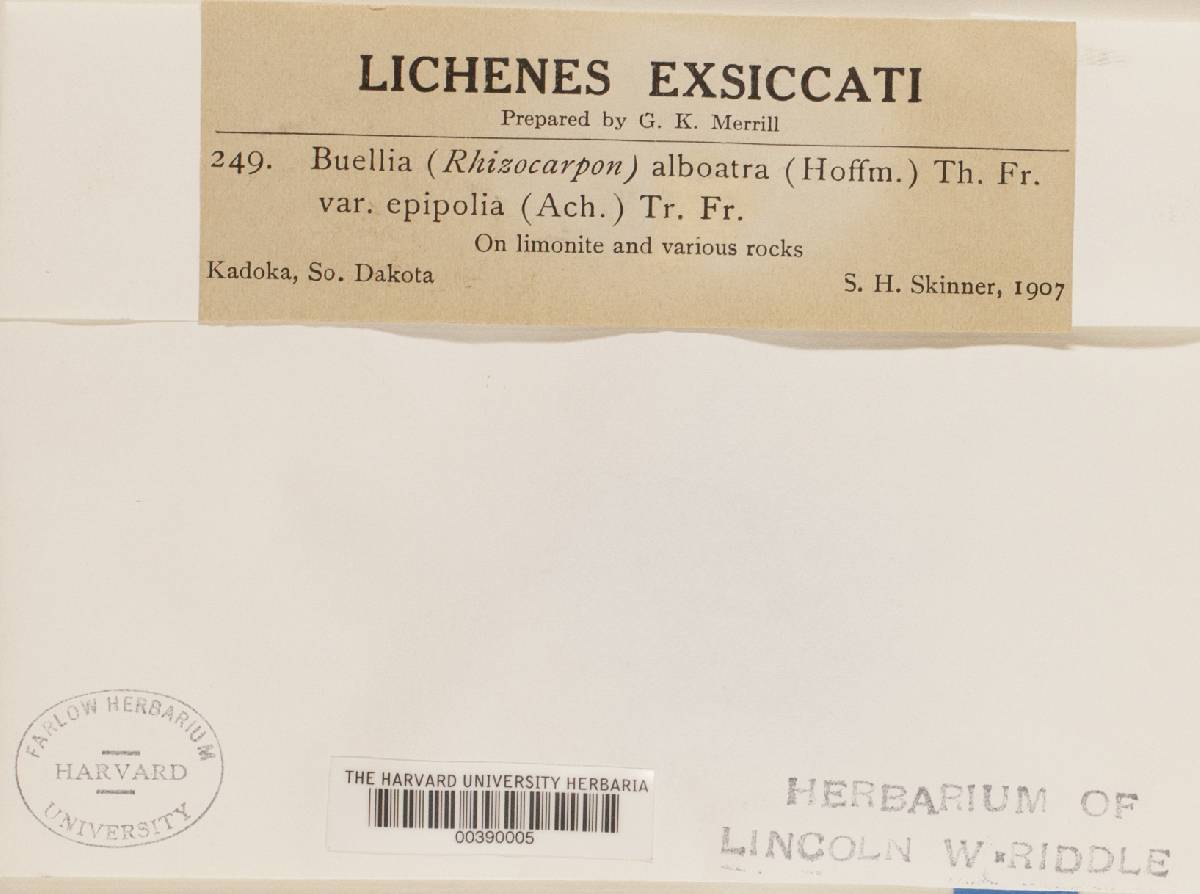 LICHENES EXSICCATI
Prepared by G. K. Merrill
249. Buellia (Rhizocarpon) alboatra (Hoffm.) Th. Fr.
var. epipolia (Ach.) Tr. Fr.
On limonite and various rocks
Kadoka, So. Dakota
S. H. Skinner, 1907
FARLOW HERBARIUM
HARVARD
UNIVERSITY
THE HARVARD UNIVERSITY HERBARIA
00390005
HERBARIUM OF
LINCOLN W. RIDDLE